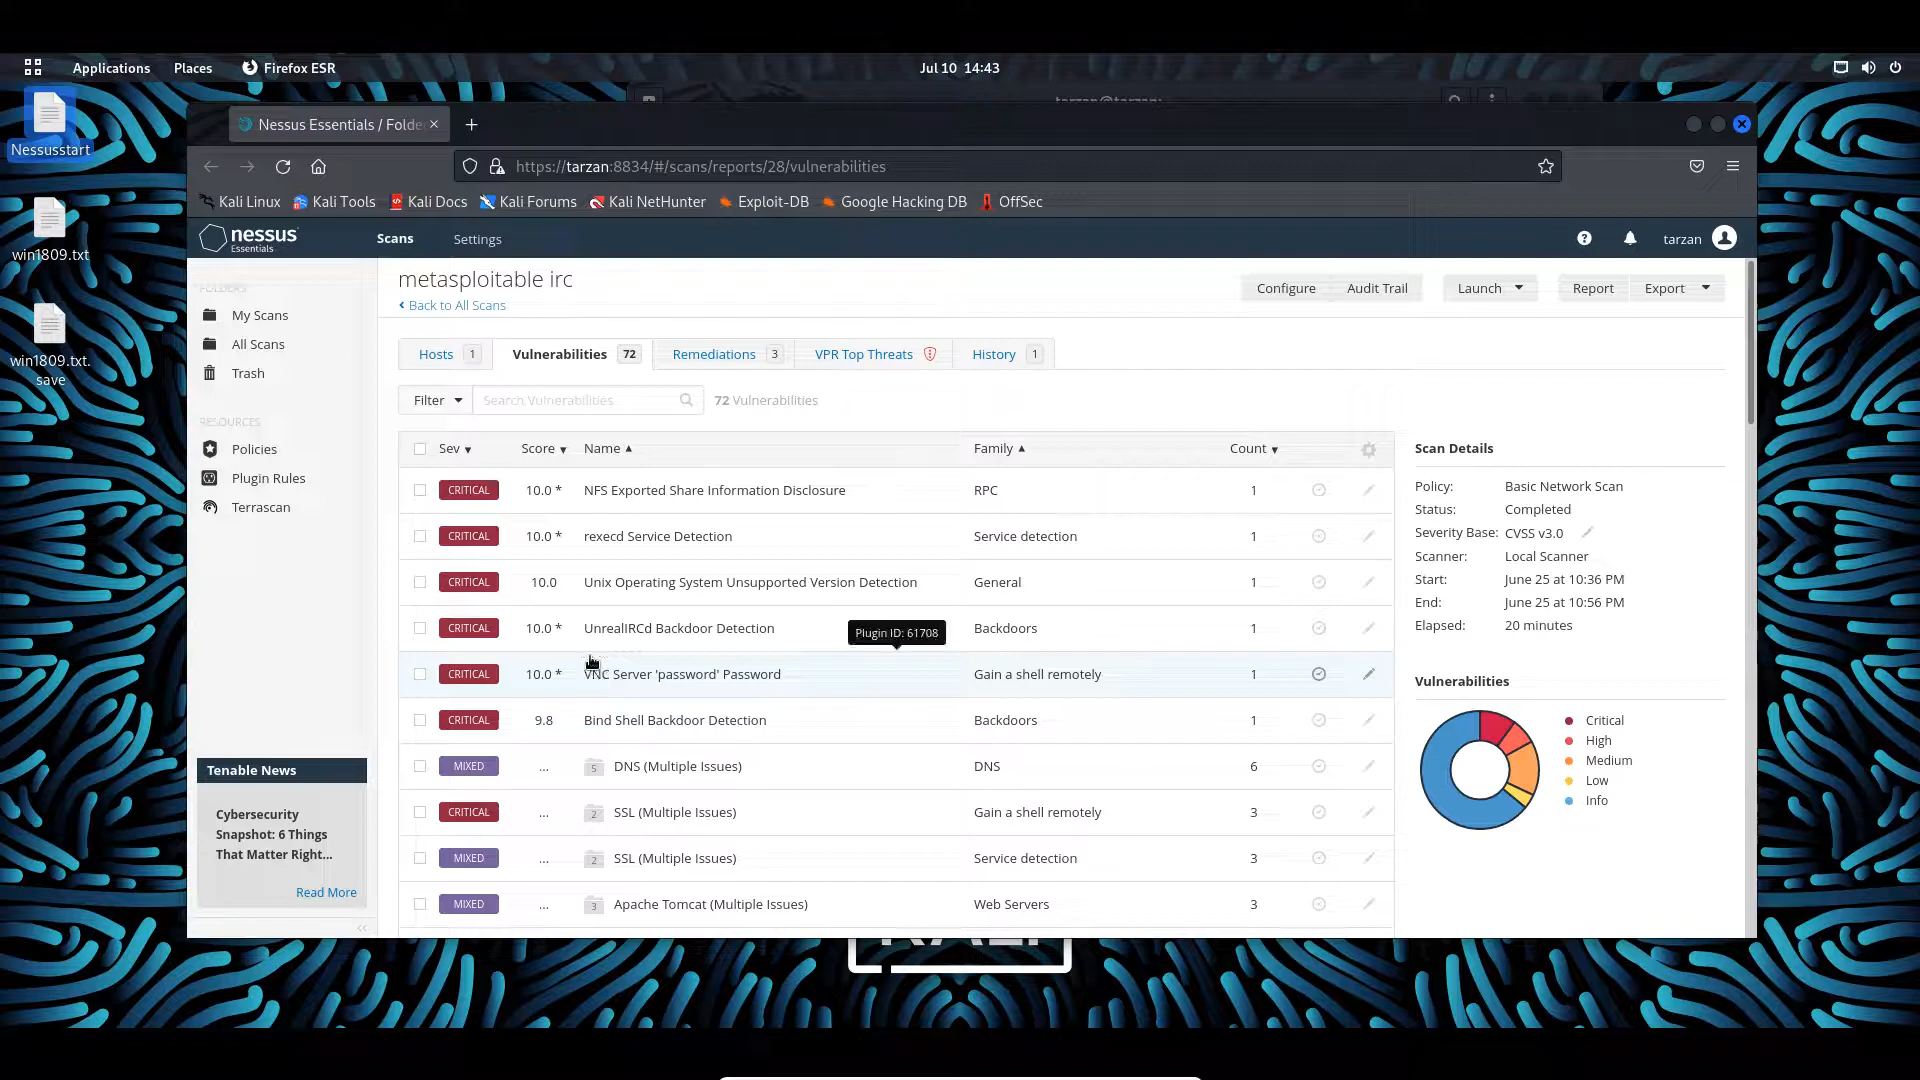 Applications Places Firefox ESR Jul 10 14:43
tarzan@tarzan:
Nessusstart
win1809.txt
win1809.txt.
save
Nessus Essentials / Folde
https://tarzan:8834/#/scans/reports/28/vulnerabilities
Kali Linux Kali Tools Kali Docs Kali Forums Kali NetHunter Exploit-DB Google Hacking DB OffSec
nessus
Essentials
Scans Settings tarzan
FOLDERS
My Scans
All Scans
Trash
RESOURCES
Policies
Plugin Rules
Terrascan
Tenable News
Cybersecurity
Snapshot: 6 Things
That Matter Right...
Read More
metasploitable irc
Back to All Scans
Configure Audit Trail Launch Report Export
Hosts 1 Vulnerabilities 72 Remediations 3 VPR Top Threats History 1
Filter Search Vulnerabilities 72 Vulnerabilities
Sev Score Name Family Count
CRITICAL 10.0 * NFS Exported Share Information Disclosure RPC 1
CRITICAL 10.0 * rexecd Service Detection Service detection 1
CRITICAL 10.0 Unix Operating System Unsupported Version Detection General 1
CRITICAL 10.0 * UnrealIRCd Backdoor Detection Backdoors 1
Plugin ID: 61708
CRITICAL 10.0 * VNC Server 'password' Password Gain a shell remotely 1
CRITICAL 9.8 Bind Shell Backdoor Detection Backdoors 1
MIXED ... 5 DNS (Multiple Issues) DNS 6
CRITICAL ... 2 SSL (Multiple Issues) Gain a shell remotely 3
MIXED ... 2 SSL (Multiple Issues) Service detection 3
MIXED ... 3 Apache Tomcat (Multiple Issues) Web Servers 3
Scan Details
Policy: Basic Network Scan
Status: Completed
Severity Base: CVSS v3.0
Scanner: Local Scanner
Start: June 25 at 10:36 PM
End: June 25 at 10:56 PM
Elapsed: 20 minutes
Vulnerabilities
Critical
High
Medium
Low
Info